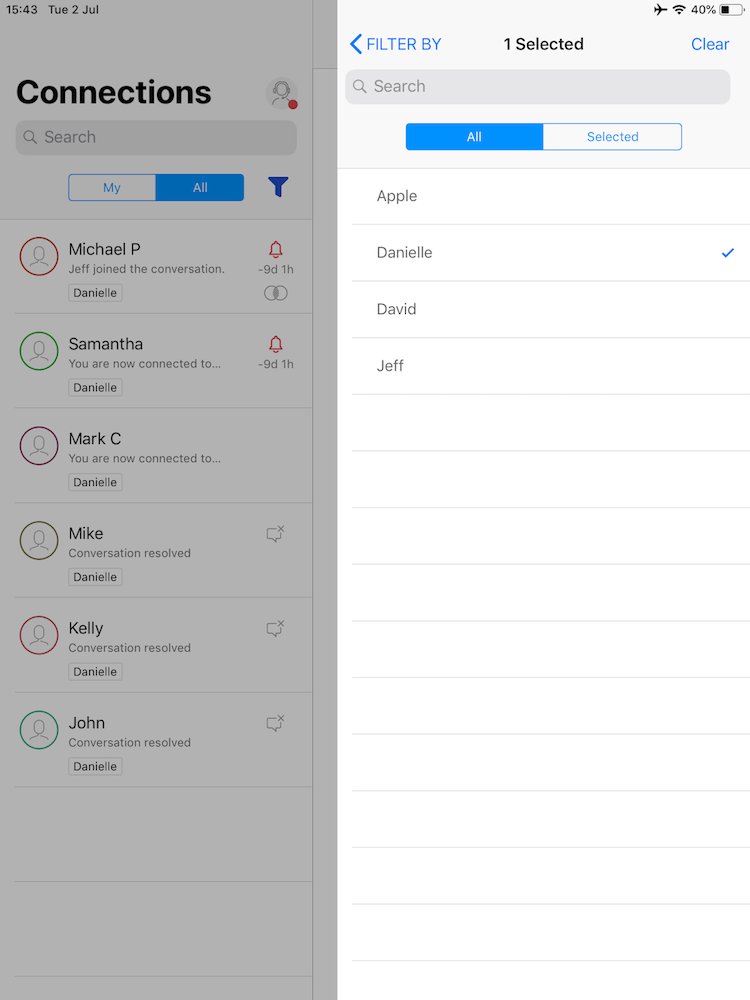 15:43 Tue 2 Jul
40%
Connections
Search
My All
Michael P
Jeff joined the conversation.
-9d 1h
Danielle
Samantha
You are now connected to...
-9d 1h
Danielle
Mark C
You are now connected to...
Danielle
Mike
Conversation resolved
Danielle
Kelly
Conversation resolved
Danielle
John
Conversation resolved
Danielle
FILTER BY 1 Selected Clear
Search
All Selected
Apple
Danielle
David
Jeff